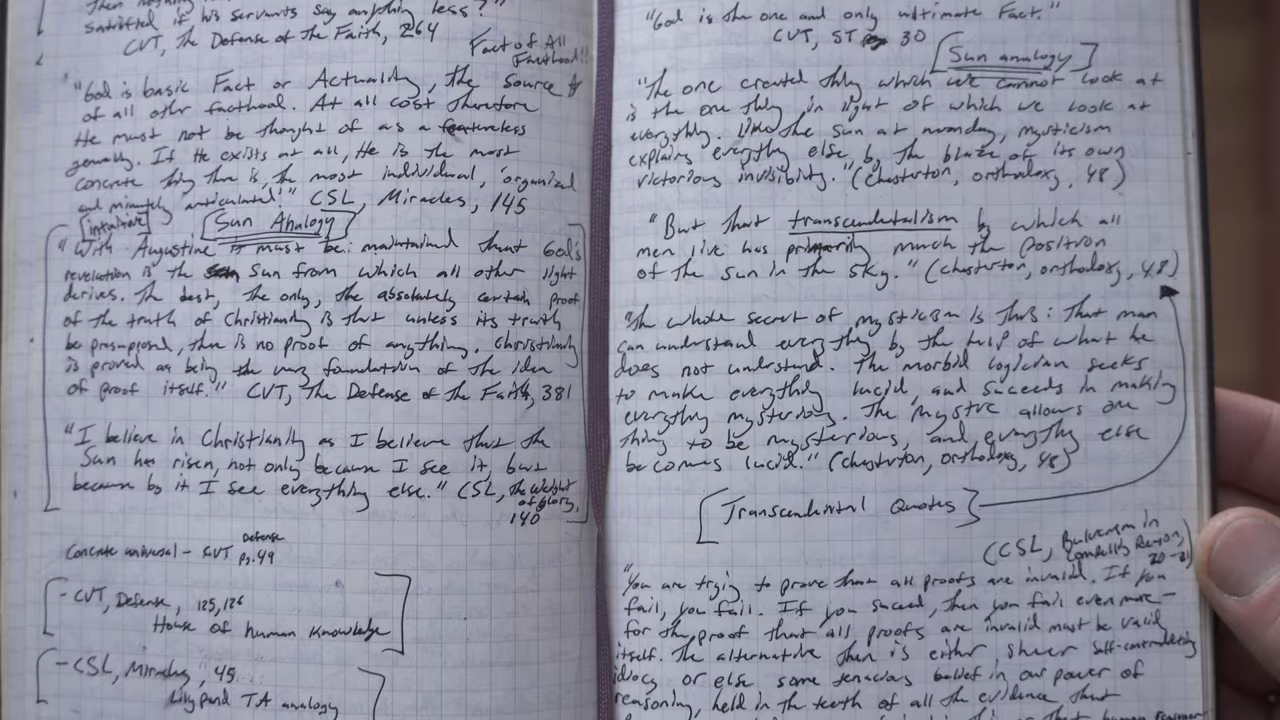 satisfied if his servants say anything less?"
CVT, The Defense of The Faith, 264
Fact of All
Facthood!!
"God is basic Fact or Actuality, the source
of all other facthood. At all cost therefore
He must not be thought of as a featureless
generality. If He exists at all, He is the most
concrete thing there is, the most individual, 'organized
and minutely articulated'." CSL, Miracles, 145
[intuitive] [Sun Analogy]
"With Augustine it must be maintained that God's
revelation is the sun from which all other light
derives. The best, the only, the absolutely certain proof
of the truth of Christianity is that unless its truth
be presupposed, there is no proof of anything. Christianity
is proved as being the very foundation of the idea
of proof itself." CVT, The Defense of the Faith, 381
"I believe in Christianity as I believe that the
Sun has risen, not only because I see it, but
because by it I see everything else." CSL, The Weight
of Glory,
140
Concrete universal - CVT Defense
pg. 49
- CVT, Defense, 125, 126
House of human Knowledge
- CSL, Miracles, 45
Lily pand TA analogy
"God is the one and only ultimate Fact."
CVT, ST 30
[Sun analogy]
"The one created thing which we cannot look at
is the one thing in light of which we look at
everything. Like the sun at noonday, mysticism
explains everything else by the blaze of its own
victorious invisibility." (Chesterton, orthodoxy, 48)
"But that transcendentalism by which all
men live has primarily much the position
of the sun in the sky." (Chesterton, orthodoxy, 48)
"The whole secret of mysticism is this: That man
can understand everything by the help of what he
does not understand. The morbid logician seeks
to make everything lucid, and suceeds in making
everything mysterious. The mystic allows one
thing to be mysterious, and everything else
becomes lucid." (Chesterton, orthodoxy, 48)
[Transcendental Quotes]
(CSL, Bulverism in
Compelling Reason,
20-21)
"You are trying to prove that all proofs are invalid. If you
fail, you fail. If you suceed, then you fail even more—
for the proof that all proofs are invalid must be valid
itself. The alternative then is either sheer self-contradicting
idiocy or else some tenacious belief in our power of
reasoning, held in the teeth of all the evidence that